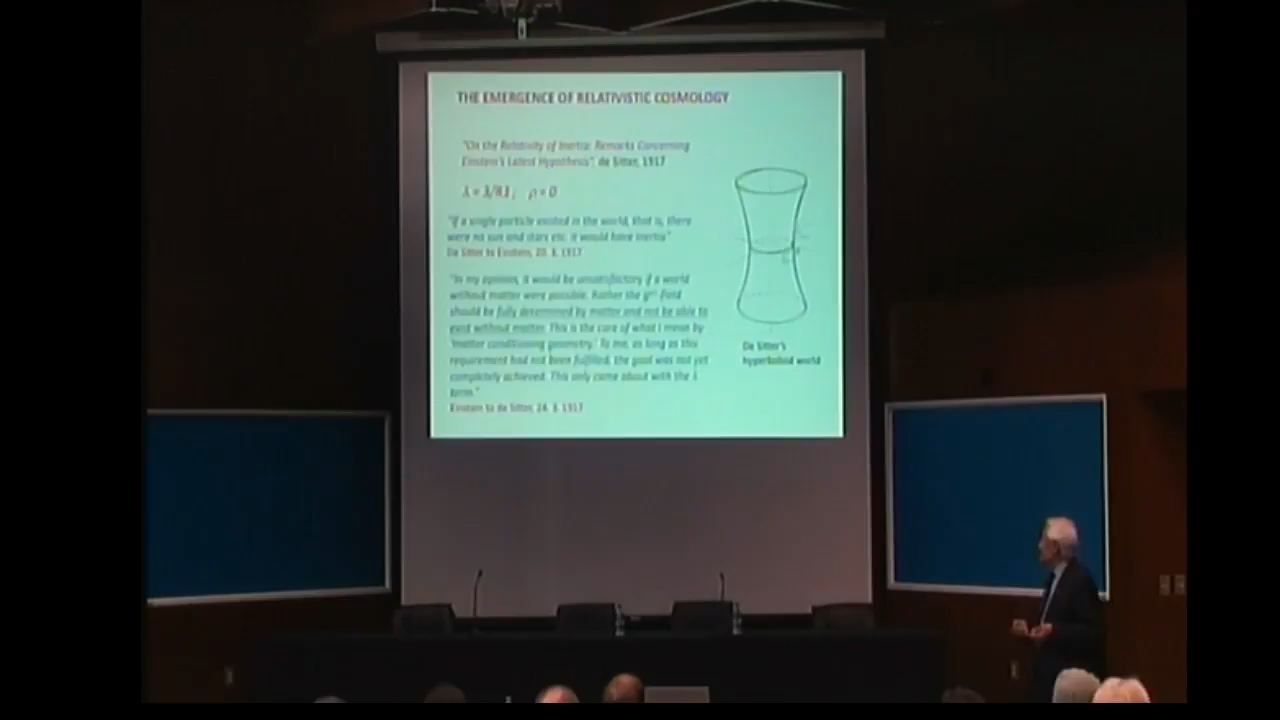 THE EMERGENCE OF RELATIVISTIC COSMOLOGY
"On the Relativity of Inertia: Remarks Concerning
Einstein's Latest Hypothesis", de Sitter, 1917
ρ = 0
"If a single particle existed in the world, that is, there
were no sun and stars etc. it would have inertia"
De Sitter to Einstein, 20. 3. 1917
"In my opinion, it would be unsatisfactory if a world
without matter were possible. Rather the field
should be fully determined by matter and not be able to
exist without matter. This is the core of what I mean by
'matter conditioning geometry.' To me, as long as this
requirement had not been fulfilled, the goal was not yet
completely achieved. This only came about with the λ
term."
Einstein to de Sitter, 24. 3. 1917
De Sitter's
hyperboloid world